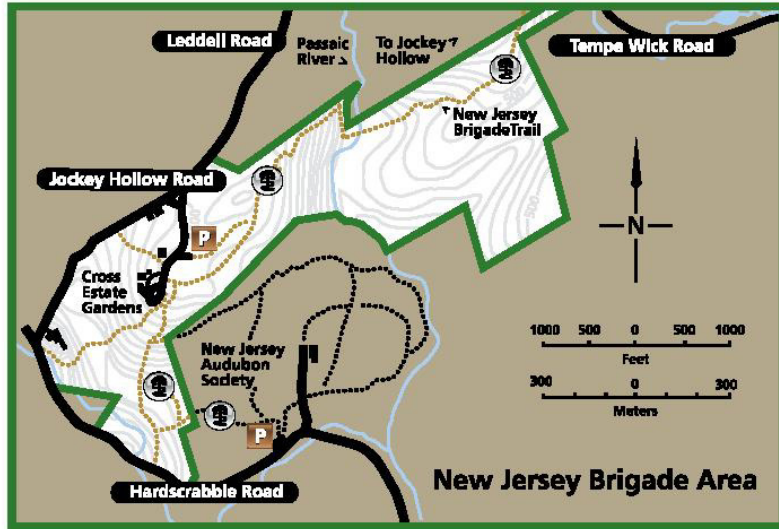 Leddell Road
Passaic
River
To Jockey
Hollow
Tempe Wick Road
500
New Jersey
BrigadeTrail
Jockey Hollow Road
500
P
N
Cross
Estate
Gardens
1000 500 0 500 1000
Feet
New Jersey
Audubon
Society
300 0 300
Meters
P
New Jersey Brigade Area
Hardscrabble Road